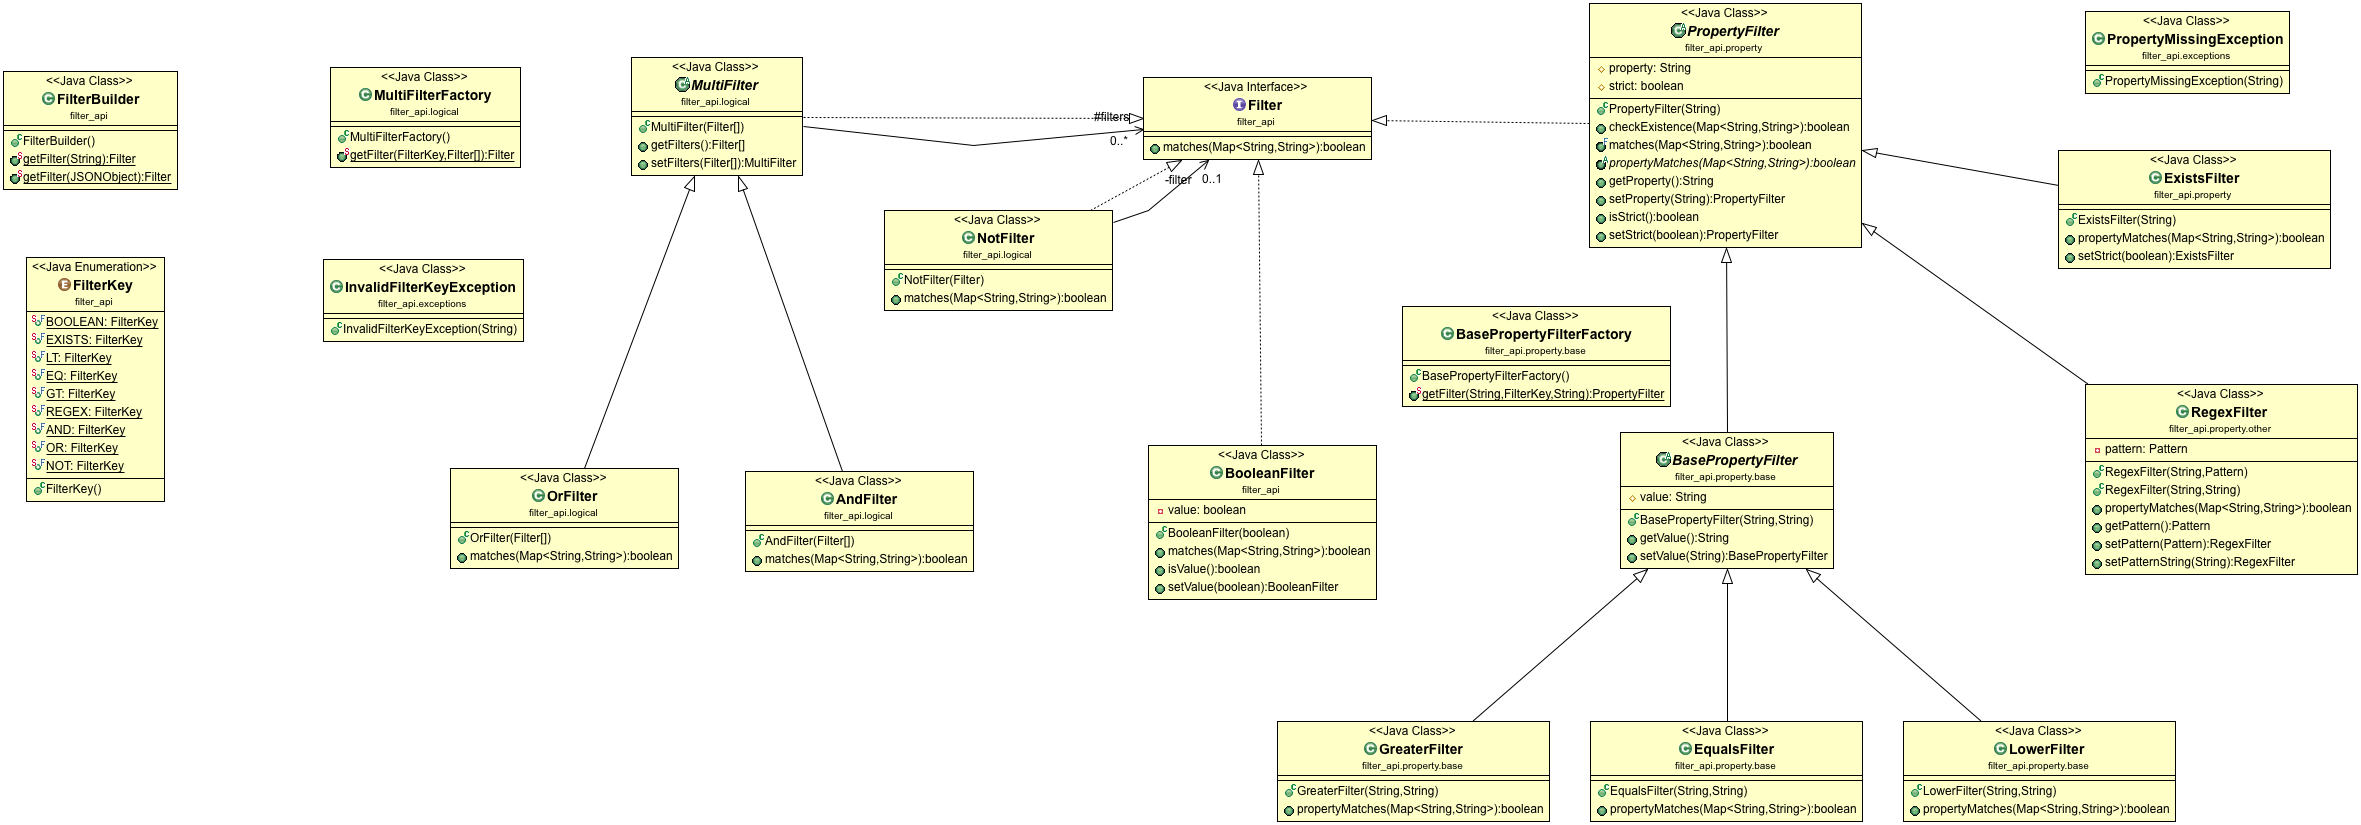 <<Java Class>>
FilterBuilder
filter_api
FilterBuilder()
getFilter(String):Filter
getFilter(JSONObject):Filter
<<Java Enumeration>>
FilterKey
filter_api
BOOLEAN: FilterKey
EXISTS: FilterKey
LT: FilterKey
EQ: FilterKey
GT: FilterKey
REGEX: FilterKey
AND: FilterKey
OR: FilterKey
NOT: FilterKey
FilterKey()
<<Java Class>>
MultiFilterFactory
filter_api.logical
MultiFilterFactory()
getFilter(FilterKey,Filter[]):Filter
<<Java Class>>
InvalidFilterKeyException
filter_api.exceptions
InvalidFilterKeyException(String)
<<Java Class>>
MultiFilter
filter_api.logical
MultiFilter(Filter[])
getFilters():Filter[]
setFilters(Filter[]):MultiFilter
<<Java Class>>
OrFilter
filter_api.logical
OrFilter(Filter[])
matches(Map<String,String>):boolean
<<Java Class>>
AndFilter
filter_api.logical
AndFilter(Filter[])
matches(Map<String,String>):boolean
#filters
0..*
<<Java Interface>>
Filter
filter_api
matches(Map<String,String>):boolean
-filter
0..1
<<Java Class>>
NotFilter
filter_api.logical
NotFilter(Filter)
matches(Map<String,String>):boolean
<<Java Class>>
BooleanFilter
filter_api
value: boolean
BooleanFilter(boolean)
matches(Map<String,String>):boolean
isValue():boolean
setValue(boolean):BooleanFilter
<<Java Class>>
PropertyFilter
filter_api.property
property: String
strict: boolean
PropertyFilter(String)
checkExistence(Map<String,String>):boolean
matches(Map<String,String>):boolean
propertyMatches(Map<String,String>):boolean
getProperty():String
setProperty(String):PropertyFilter
isStrict():boolean
setStrict(boolean):PropertyFilter
<<Java Class>>
BasePropertyFilterFactory
filter_api.property.base
BasePropertyFilterFactory()
getFilter(String,FilterKey,String):PropertyFilter
<<Java Class>>
BasePropertyFilter
filter_api.property.base
value: String
BasePropertyFilter(String,String)
getValue():String
setValue(String):BasePropertyFilter
<<Java Class>>
GreaterFilter
filter_api.property.base
GreaterFilter(String,String)
propertyMatches(Map<String,String>):boolean
<<Java Class>>
EqualsFilter
filter_api.property.base
EqualsFilter(String,String)
propertyMatches(Map<String,String>):boolean
<<Java Class>>
LowerFilter
filter_api.property.base
LowerFilter(String,String)
propertyMatches(Map<String,String>):boolean
<<Java Class>>
PropertyMissingException
filter_api.exceptions
PropertyMissingException(String)
<<Java Class>>
ExistsFilter
filter_api.property
ExistsFilter(String)
propertyMatches(Map<String,String>):boolean
setStrict(boolean):ExistsFilter
<<Java Class>>
RegexFilter
filter_api.property.other
pattern: Pattern
RegexFilter(String,Pattern)
RegexFilter(String,String)
propertyMatches(Map<String,String>):boolean
getPattern():Pattern
setPattern(Pattern):RegexFilter
setPatternString(String):RegexFilter